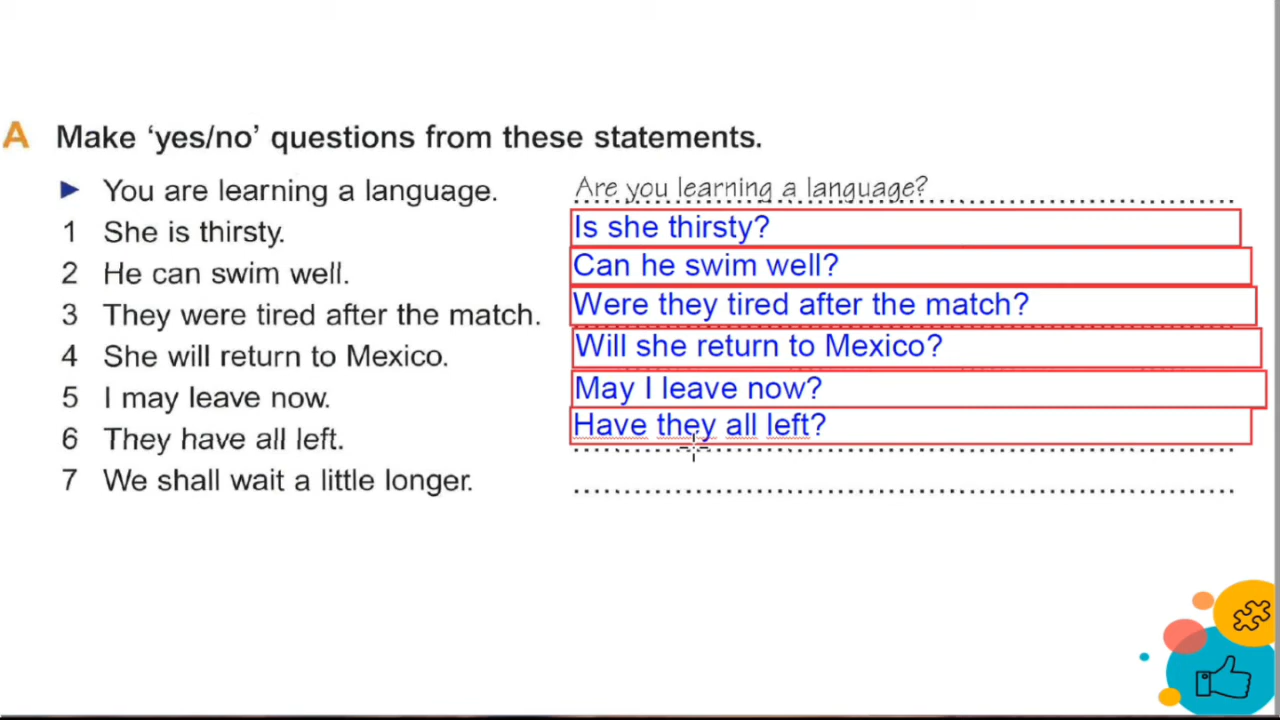 A Make ‘yes/no’ questions from these statements.
► You are learning a language. Are you learning a language?
1 She is thirsty. Is she thirsty?
2 He can swim well. Can he swim well?
3 They were tired after the match. Were they tired after the match?
4 She will return to Mexico. Will she return to Mexico?
5 I may leave now. May I leave now?
6 They have all left. Have they all left?
7 We shall wait a little longer.